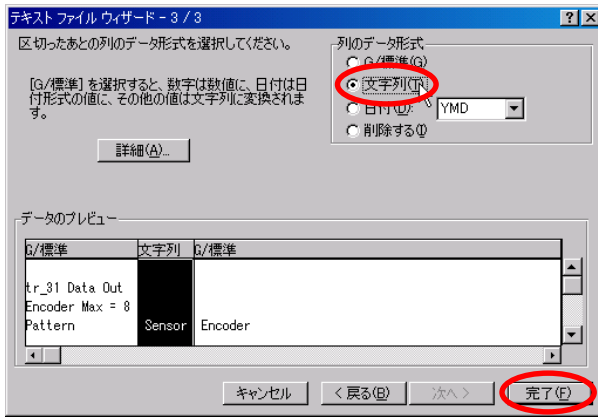 テキスト ファイル ウィザード - 3 / 3
区切ったあとの列のデータ形式を選択してください。
[G/標準] を選択すると、数字は数値に、日付は日
付形式の値に、その他の値は文字列に変換されま
す。
詳細(A)...
列のデータ形式
G/標準(G)
文字列(T)
日付(D):
YMD
削除する(I)
データのプレビュー
G/標準 文字列 G/標準
tr_31 Data Out
Encoder Max = 8
Pattern Sensor Encoder
キャンセル
< 戻る(B)
次へ >
完了(F)